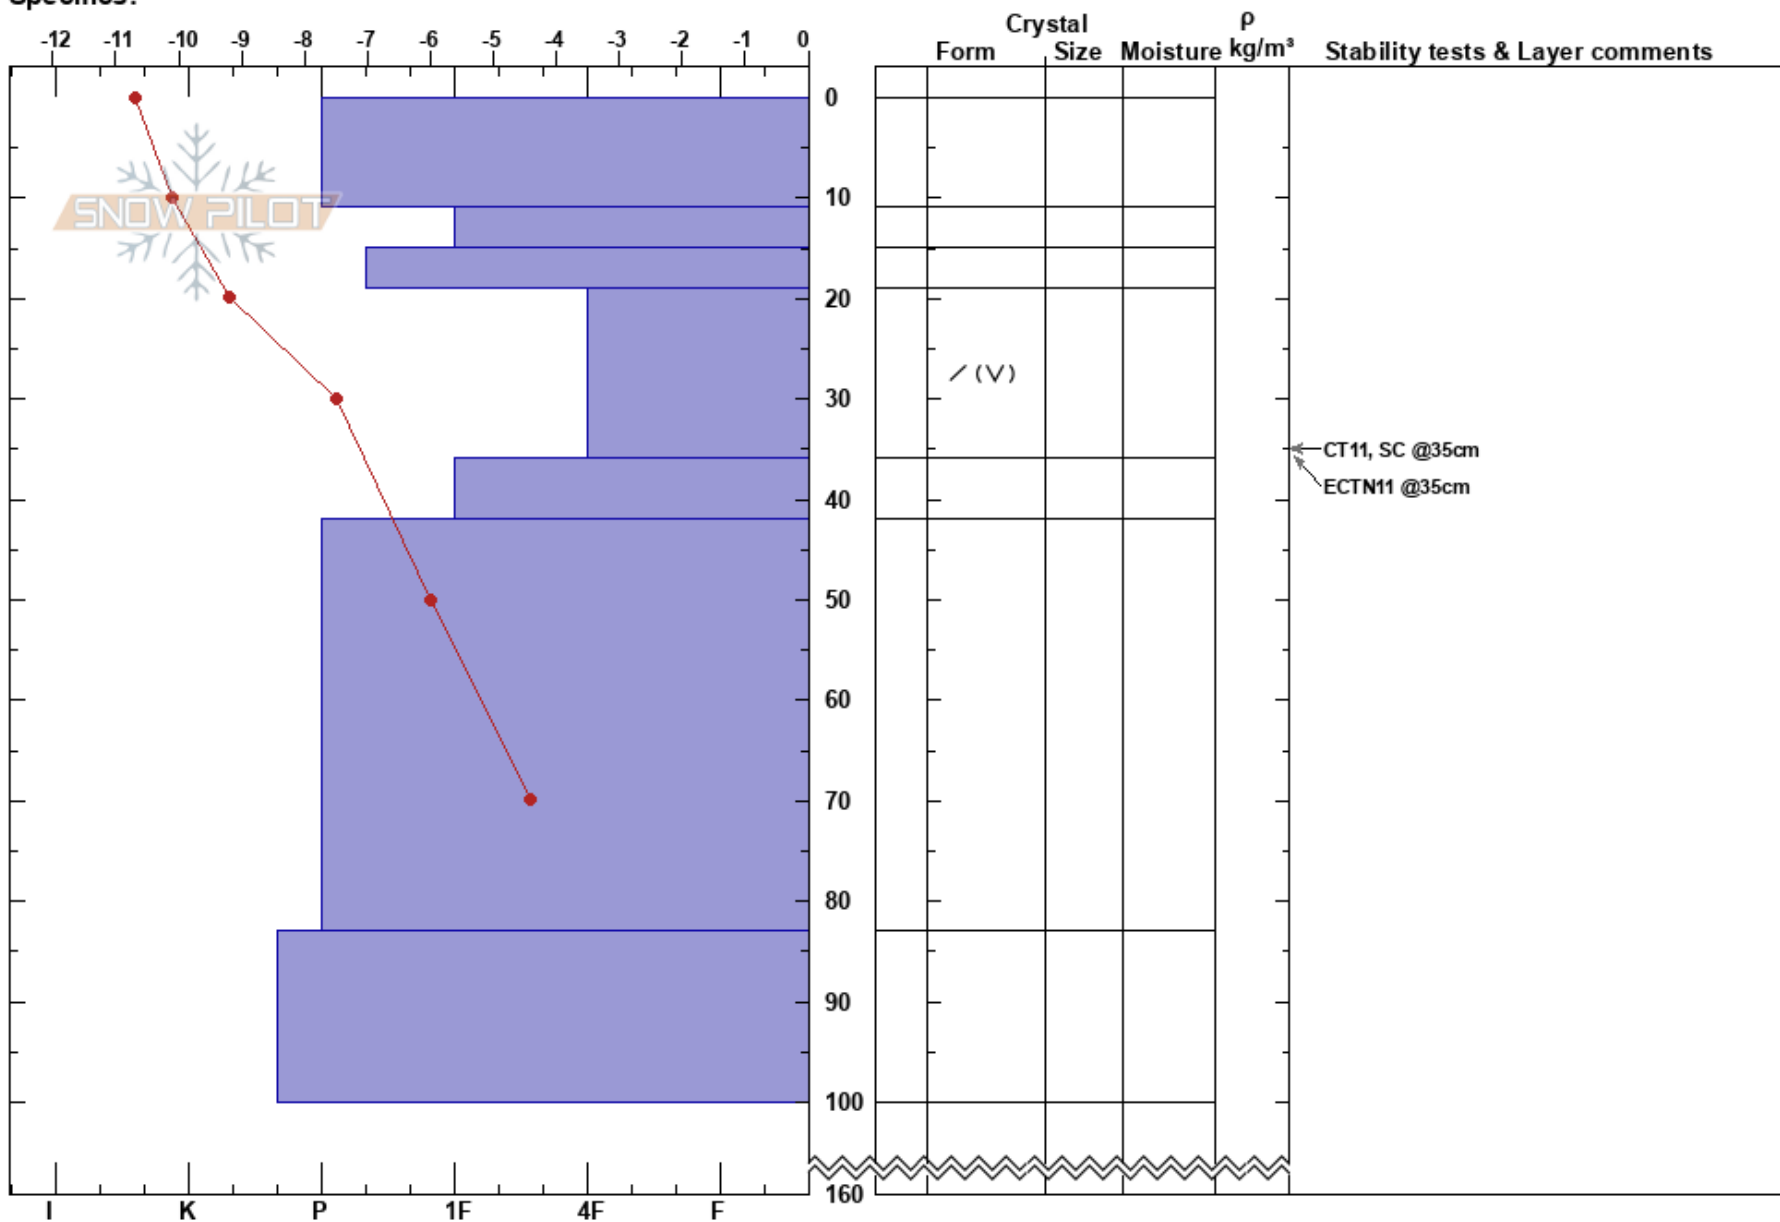 Specifics:
-12 -11 -10 -9 -8 -7 -6 -5 -4 -3 -2 -1 0
Crystal
Form Size Moisture ρ kg/m³ Stability tests & Layer comments
0
SNOW PILOT
10
20
30
CT11, SC @35cm
ECTN11 @35cm
40
50
60
70
80
90
100
160
I K P 1F 4F F